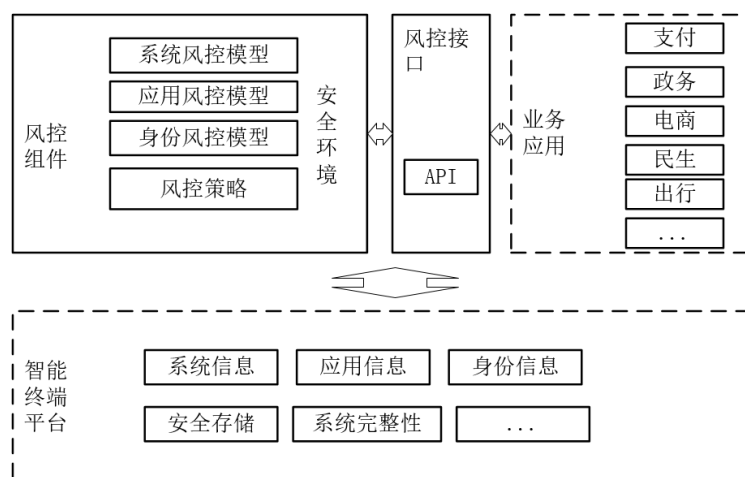 风控
组件
系统风控模型
应用风控模型
身份风控模型
风控策略
安
全
环
境
风控接
口
API
业务
应用
支付
政务
电商
民生
出行
...
智能
终端
平台
系统信息
应用信息
身份信息
安全存储
系统完整性
...